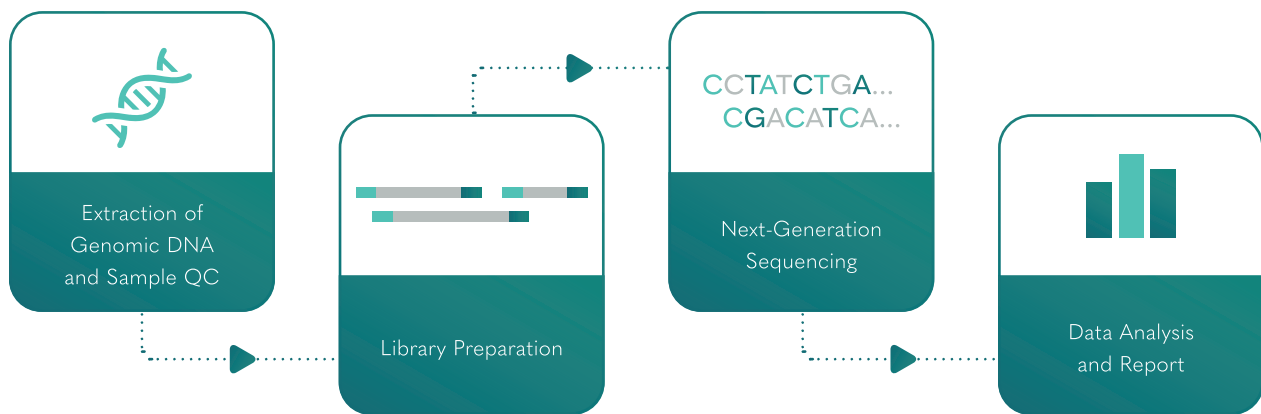 Extraction of
Genomic DNA
and Sample QC
Library Preparation
CCTATCTGA...
CGACATCA...
Next-Generation
Sequencing
Data Analysis
and Report